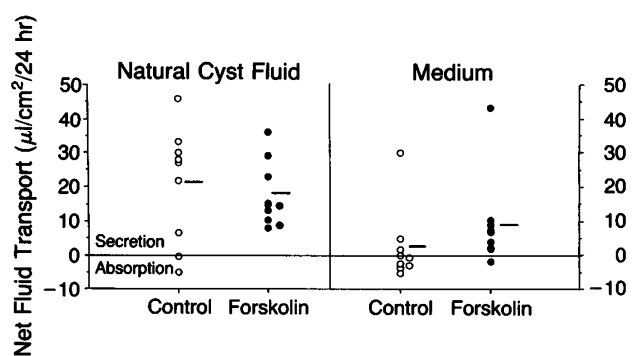 Net Fluid Transport (µl/cm²/24 hr)
Natural Cyst Fluid
Medium
50
40
30
20
10
0
−10
50
40
30
20
10
0
−10
Secretion
Absorption
Control
Forskolin
Control
Forskolin